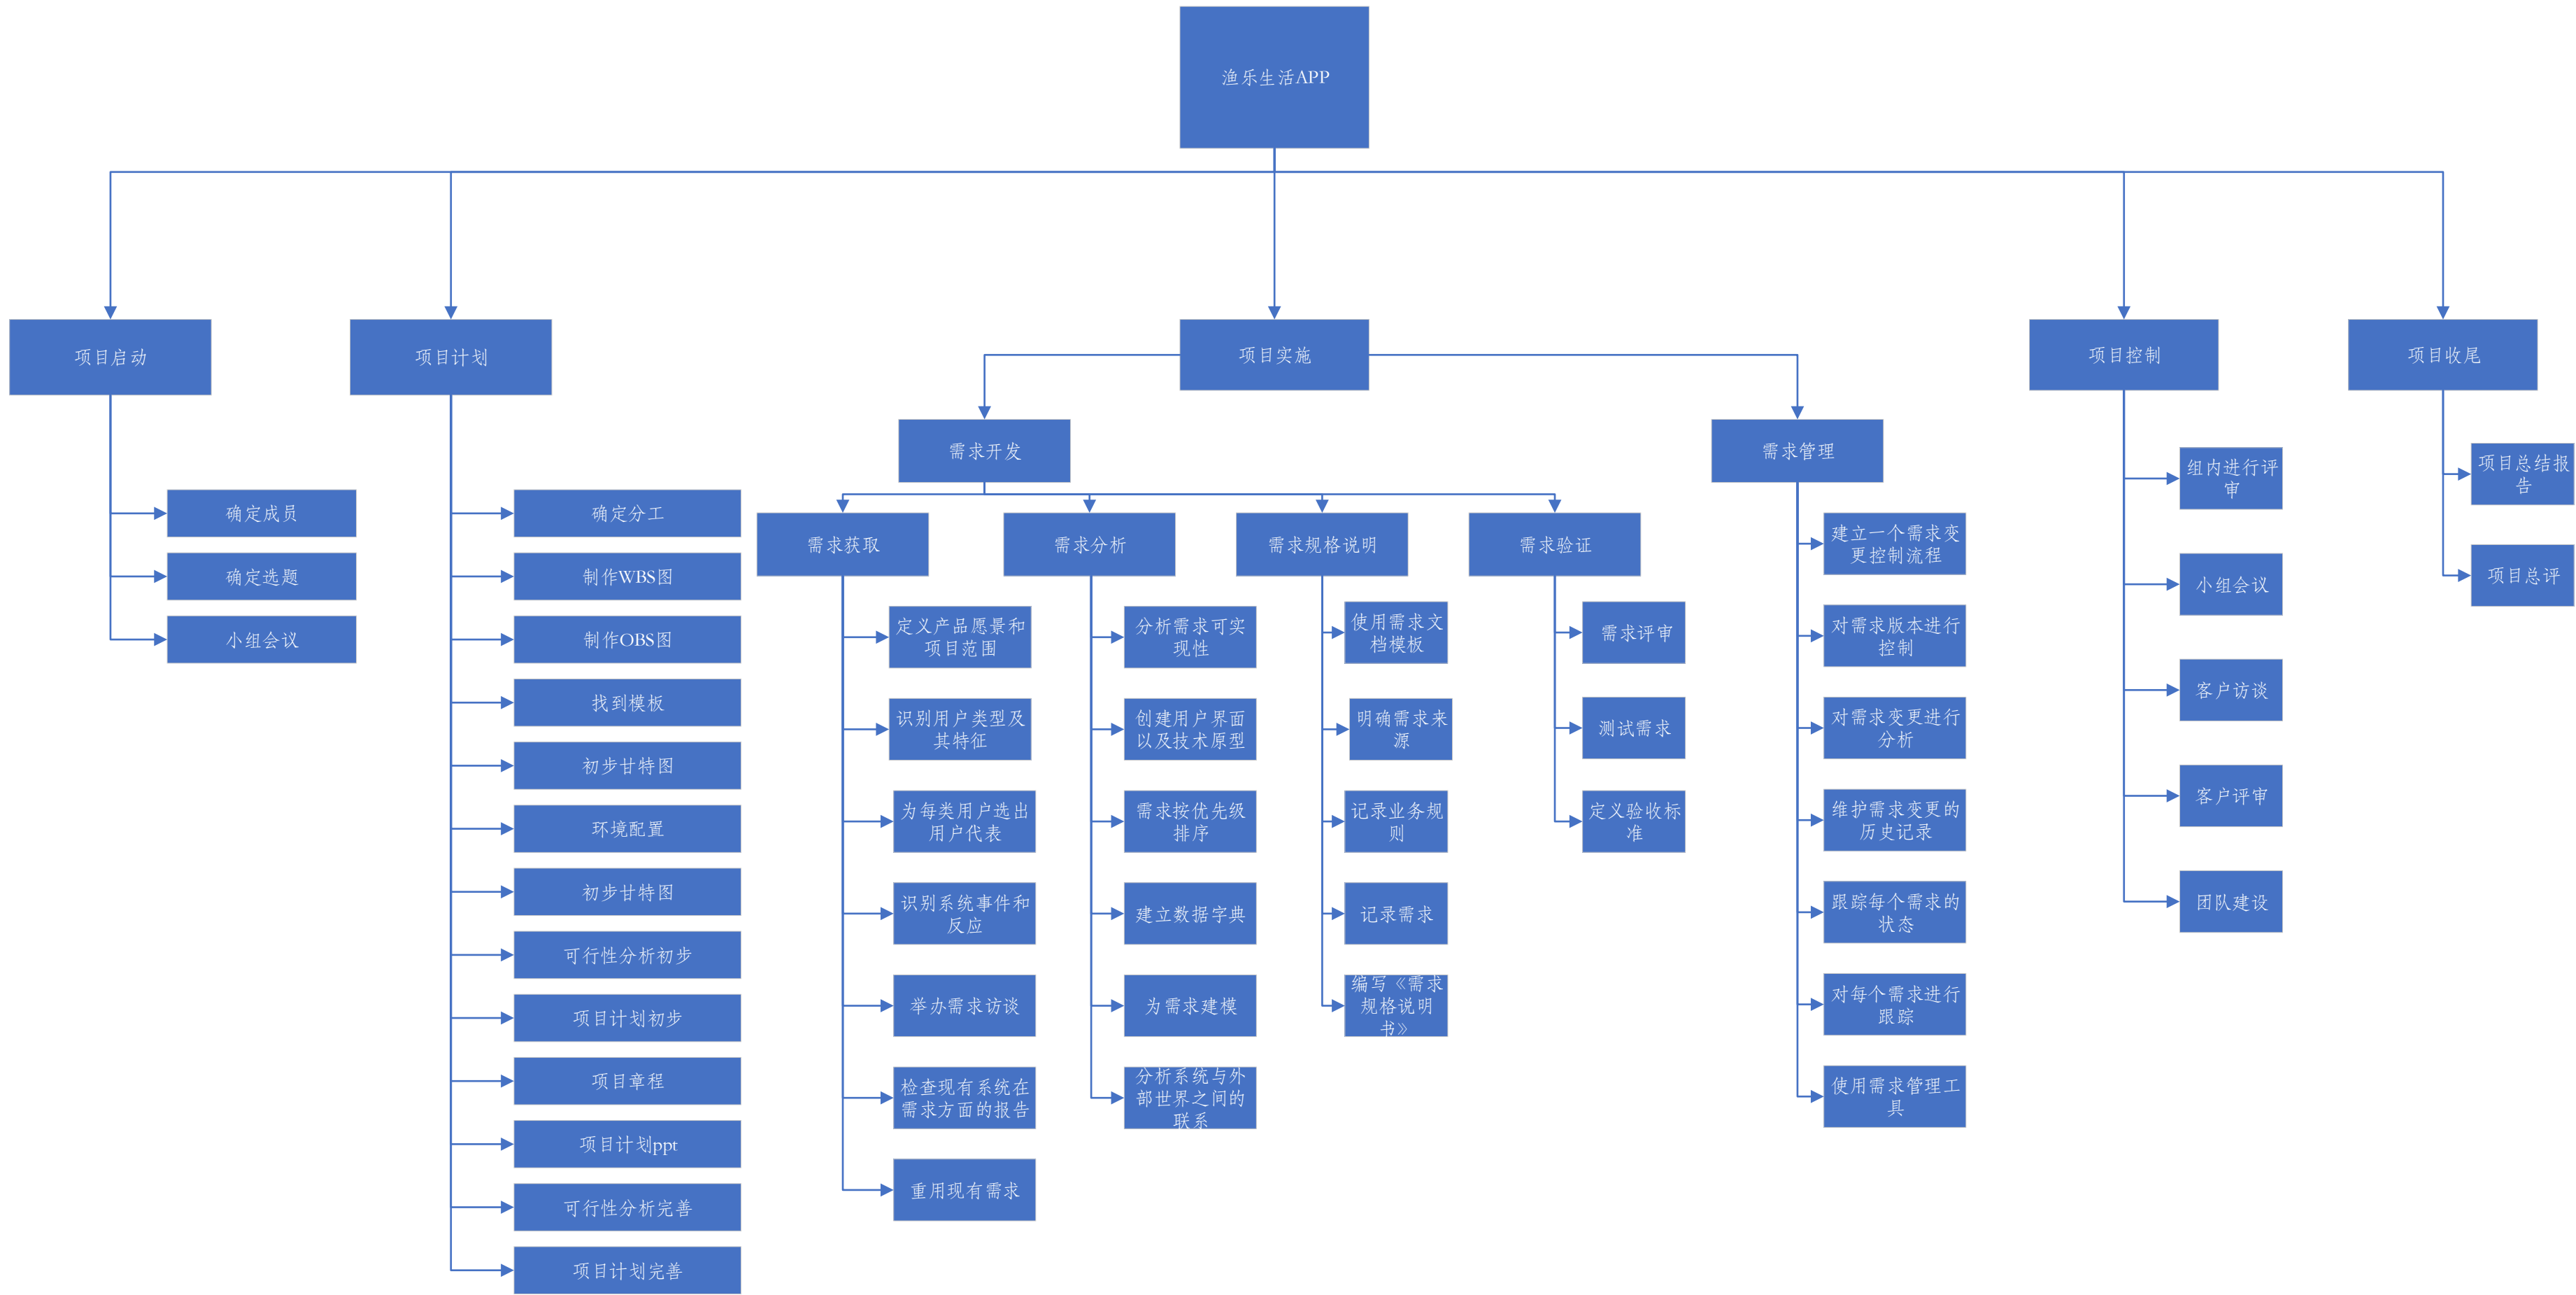 渔乐生活APP
项目启动
确定成员
确定选题
小组会议
项目计划
确定分工
制作WBS图
制作OBS图
找到模板
初步甘特图
环境配置
初步甘特图
可行性分析初步
项目计划初步
项目章程
项目计划ppt
可行性分析完善
项目计划完善
项目实施
需求开发
需求获取
定义产品愿景和
项目范围
识别用户类型及
其特征
为每类用户选出
用户代表
识别系统事件和
反应
举办需求访谈
检查现有系统在
需求方面的报告
重用现有需求
需求分析
分析需求可实
现性
创建用户界面
以及技术原型
需求按优先级
排序
建立数据字典
为需求建模
分析系统与外
部世界之间的
联系
需求规格说明
使用需求文
档模板
明确需求来
源
记录业务规
则
记录需求
编写《需求
规格说明
书》
需求验证
需求评审
测试需求
定义验收标
准
需求管理
建立一个需求变
更控制流程
对需求版本进行
控制
对需求变更进行
分析
维护需求变更的
历史记录
跟踪每个需求的
状态
对每个需求进行
跟踪
使用需求管理工
具
项目控制
组内进行评
审
小组会议
客户访谈
客户评审
团队建设
项目收尾
项目总结报
告
项目总评